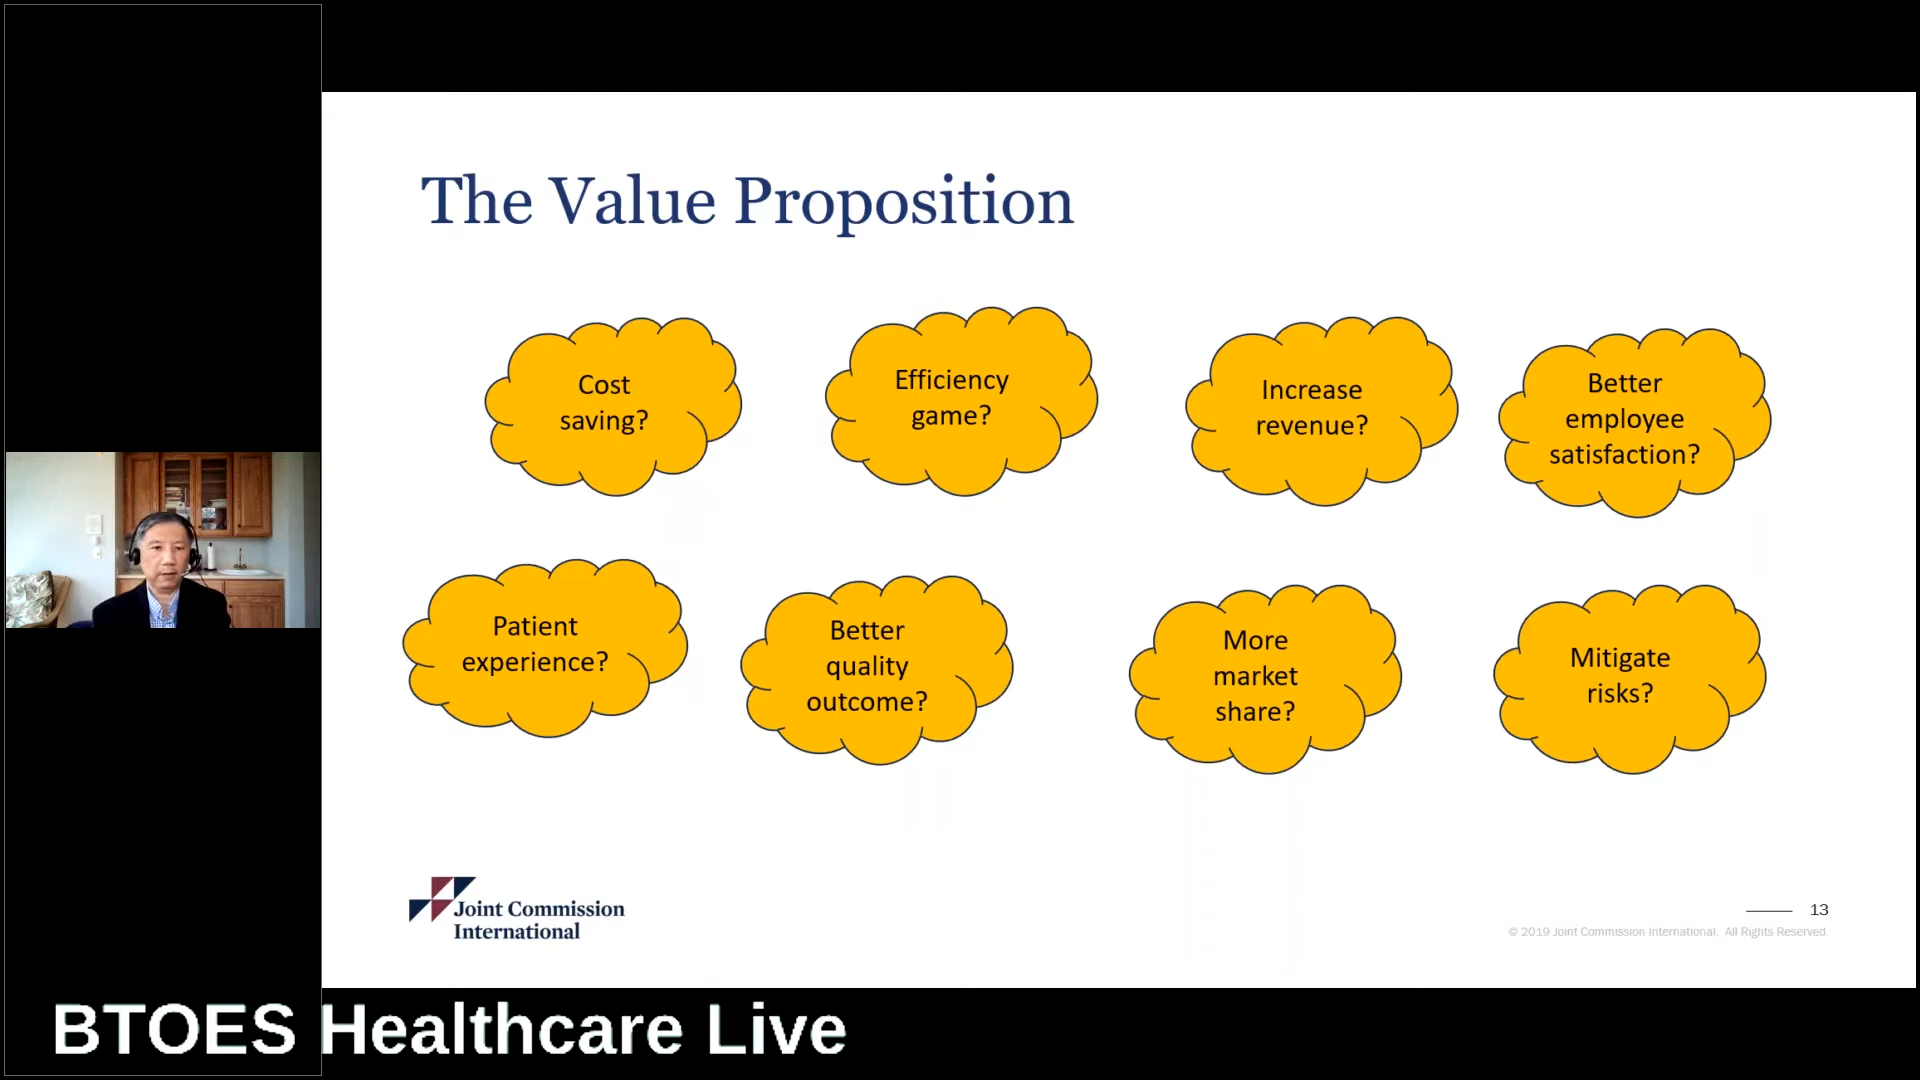 The Value Proposition
Cost
saving?
Efficiency
game?
Increase
revenue?
Better
employee
satisfaction?
Patient
experience?
Better
quality
outcome?
More
market
share?
Mitigate
risks?
Joint Commission
International
13
© 2019 Joint Commission International. All Rights Reserved.
BTOES Healthcare Live